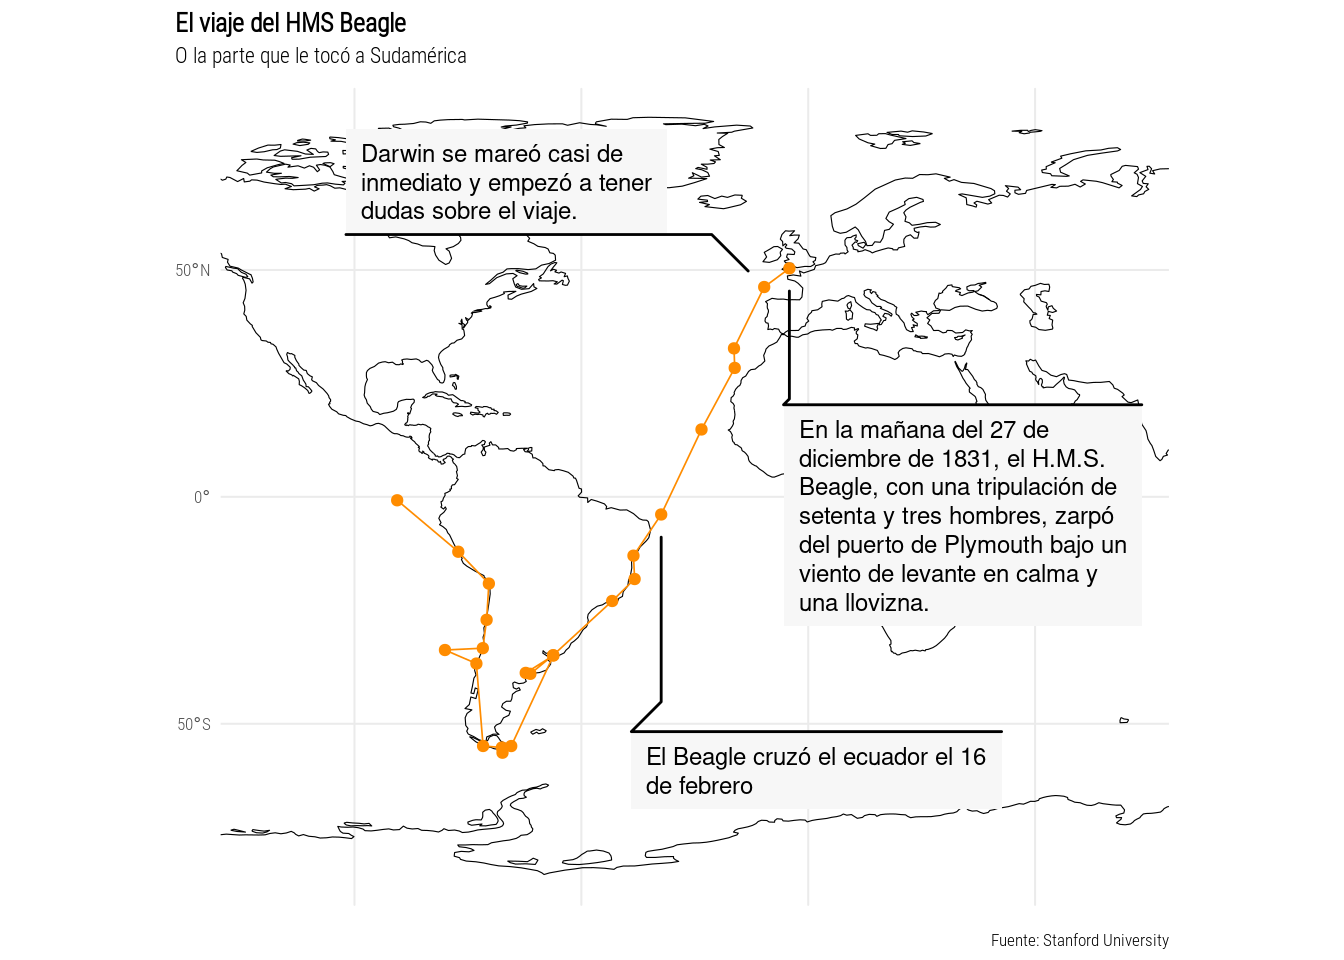 El viaje del HMS Beagle
O la parte que le tocó a Sudamérica
Darwin se mareó casi de
inmediato y empezó a tener
dudas sobre el viaje.
50°N
En la mañana del 27 de
diciembre de 1831, el H.M.S.
Beagle, con una tripulación de
setenta y tres hombres, zarpó
del puerto de Plymouth bajo un
viento de levante en calma y
una llovizna.
0°
50°S
El Beagle cruzó el ecuador el 16
de febrero
Fuente: Stanford University